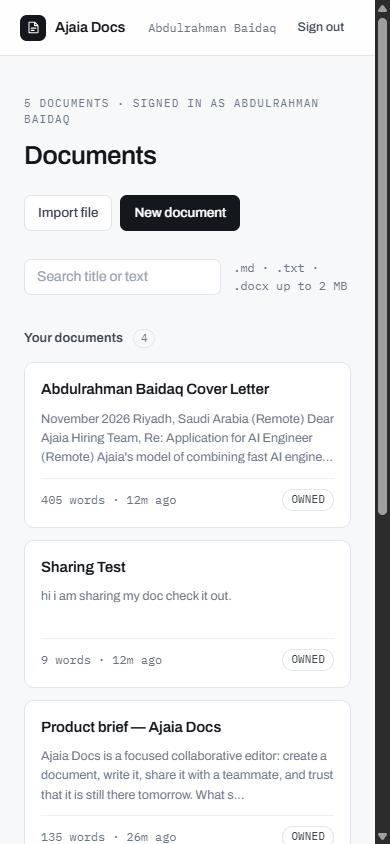 Ajaia Docs
Abdulrahman Baidaq
Sign out
5 DOCUMENTS · SIGNED IN AS ABDULRAHMAN
BAIDAQ
Documents
Import file
New document
Search title or text
.md · .txt ·
.docx up to 2 MB
Your documents 4
Abdulrahman Baidaq Cover Letter
November 2026 Riyadh, Saudi Arabia (Remote) Dear
Ajaia Hiring Team, Re: Application for AI Engineer
(Remote) Ajaia's model of combining fast AI engine...
405 words · 12m ago
OWNED
Sharing Test
hi i am sharing my doc check it out.
9 words · 12m ago
OWNED
Product brief — Ajaia Docs
Ajaia Docs is a focused collaborative editor: create a
document, write it, share it with a teammate, and trust
that it is still there tomorrow. What s...
135 words · 26m ago
OWNED